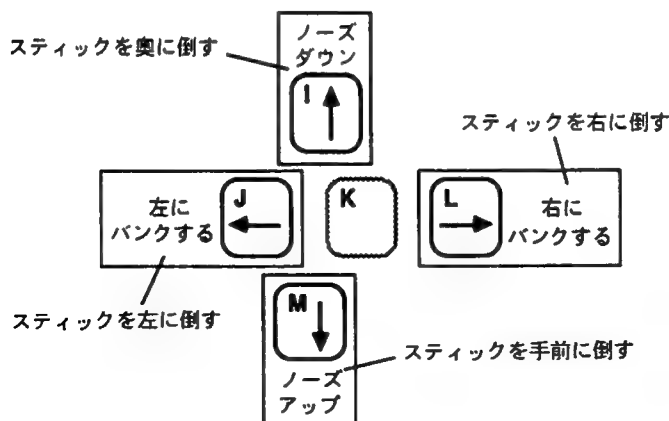 ノーズ
ダウン
スティックを奥に倒す
I
スティックを右に倒す
左に
バンクする
J
K
L
右に
バンクする
スティックを左に倒す
M
スティックを手前に倒す
ノーズ
アップ